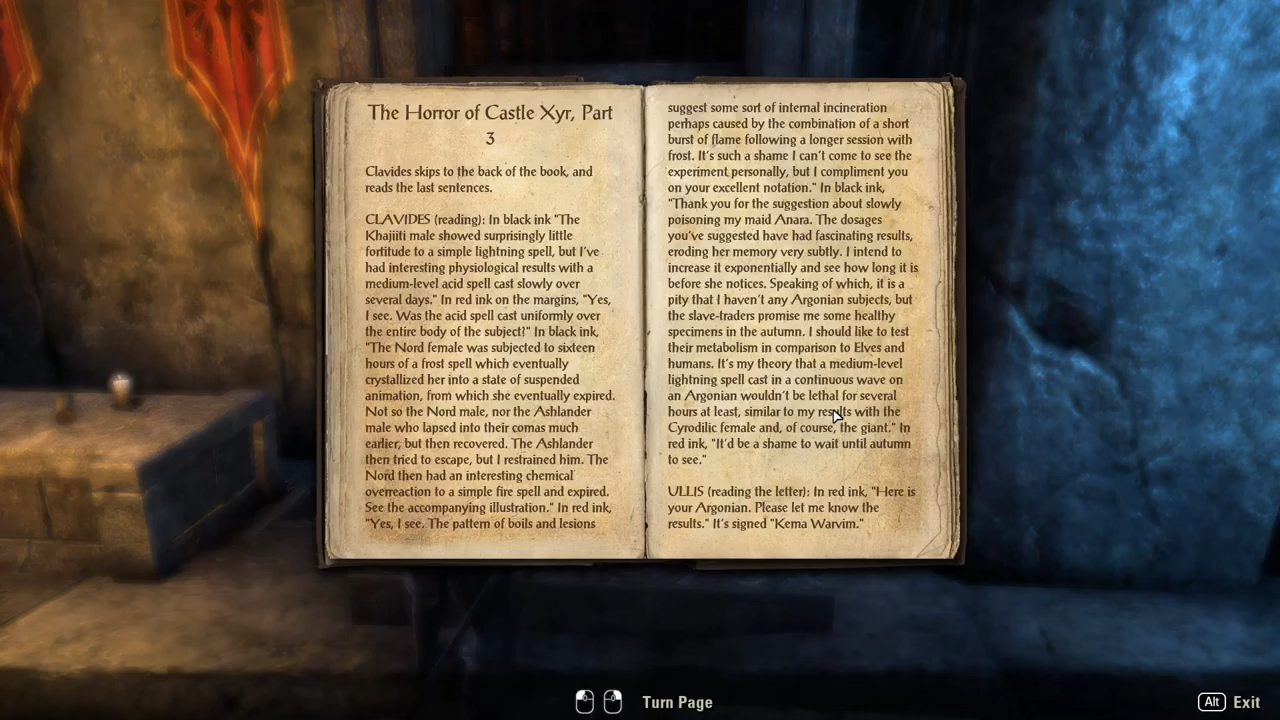 The Horror of Castle Xyr, Part
3
Clavides skips to the back of the book, and
reads the last sentences.
CLAVIDES (reading): In black ink "The
Khajiiti male showed surprisingly little
fortitude to a simple lightning spell, but I've
had interesting physiological results with a
medium-level acid spell cast slowly over
several days." In red ink on the margins, "Yes,
I see. Was the acid spell cast uniformly over
the entire body of the subject?" In black ink,
"The Nord female was subjected to sixteen
hours of a frost spell which eventually
crystallized her into a state of suspended
animation, from which she eventually expired.
Not so the Nord male, nor the Ashlander
male who lapsed into their comas much
earlier, but then recovered. The Ashlander
then tried to escape, but I restrained him. The
Nord then had an interesting chemical
overreaction to a simple fire spell and expired.
See the accompanying illustration." In red ink,
"Yes, I see. The pattern of boils and lesions
suggest some sort of internal incineration
perhaps caused by the combination of a short
burst of flame following a longer session with
frost. It's such a shame I can't come to see the
experiment personally, but I compliment you
on your excellent notation." In black ink,
"Thank you for the suggestion about slowly
poisoning my maid Anara. The dosages
you've suggested have had fascinating results,
eroding her memory very subtly. I intend to
increase it exponentially and see how long it is
before she notices. Speaking of which, it is a
pity that I haven't any Argonian subjects, but
the slave-traders promise me some healthy
specimens in the autumn. I should like to test
their metabolism in comparison to Elves and
humans. It's my theory that a medium-level
lightning spell cast in a continuous wave on
an Argonian wouldn't be lethal for several
hours at least, similar to my results with the
Cyrodilic female and, of course, the giant." In
red ink, "It'd be a shame to wait until autumn
to see."
ULLIS (reading the letter): In red ink, "Here is
your Argonian. Please let me know the
results." It's signed "Kema Warvim."
Turn Page
Alt Exit